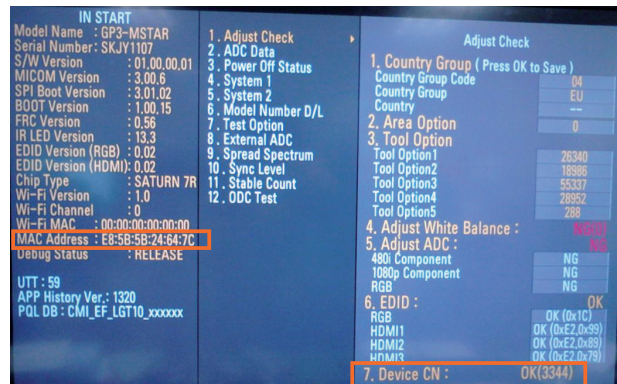 IN START
Model Name : GP3-MSTAR
Serial Number: SKJY1107
S/W Version : 01,00,00,01
MICOM Version : 3,00,6
SPI Boot Version : 3.01.02
BOOT Version : 1.00,15
FRC Version : 0,56
IR LED Version : 13,3
EDID Version (RGB) : 0,02
EDID Version (HDMI): 0,02
Chip Type : SATURN 7R
Wi-Fi Version : 1,0
Wi-Fi Channel : 0
Wi-Fi MAC : 00:00:00:00:00:00
MAC Address : E8:5B:5B:24:64:7C
Debug Status : RELEASE
UTT : 59
APP History Ver.: 1320
PQL DB : CMI_EF_LGT10_xxxxxx
1 . Adjust Check
2 . ADC Data
3 . Power Off Status
4 . System 1
5 . System 2
6 . Model Number D/L
7 . Test Option
8 . External ADC
9 . Spread Spectrum
10 . Sync Level
11 . Stable Count
12 . ODC Test
Adjust Check
1. Country Group ( Press OK to Save )
Country Group Code 04
Country Group EU
Country --
2. Area Option 0
3. Tool Option
Tool Option1 26340
Tool Option2 18986
Tool Option3 55337
Tool Option4 28952
Tool Option5 288
4. Adjust White Balance :
5. Adjust ADC : NG
480i Component NG
1080p Component NG
RGB NG
6. EDID : OK
RGB OK (0x1C)
HDMI1 OK (0xE2,0x99)
HDMI2 OK (0xE2,0x89)
HDMI3 OK (0xE2,0x79)
7. Device CN : OK(3344)